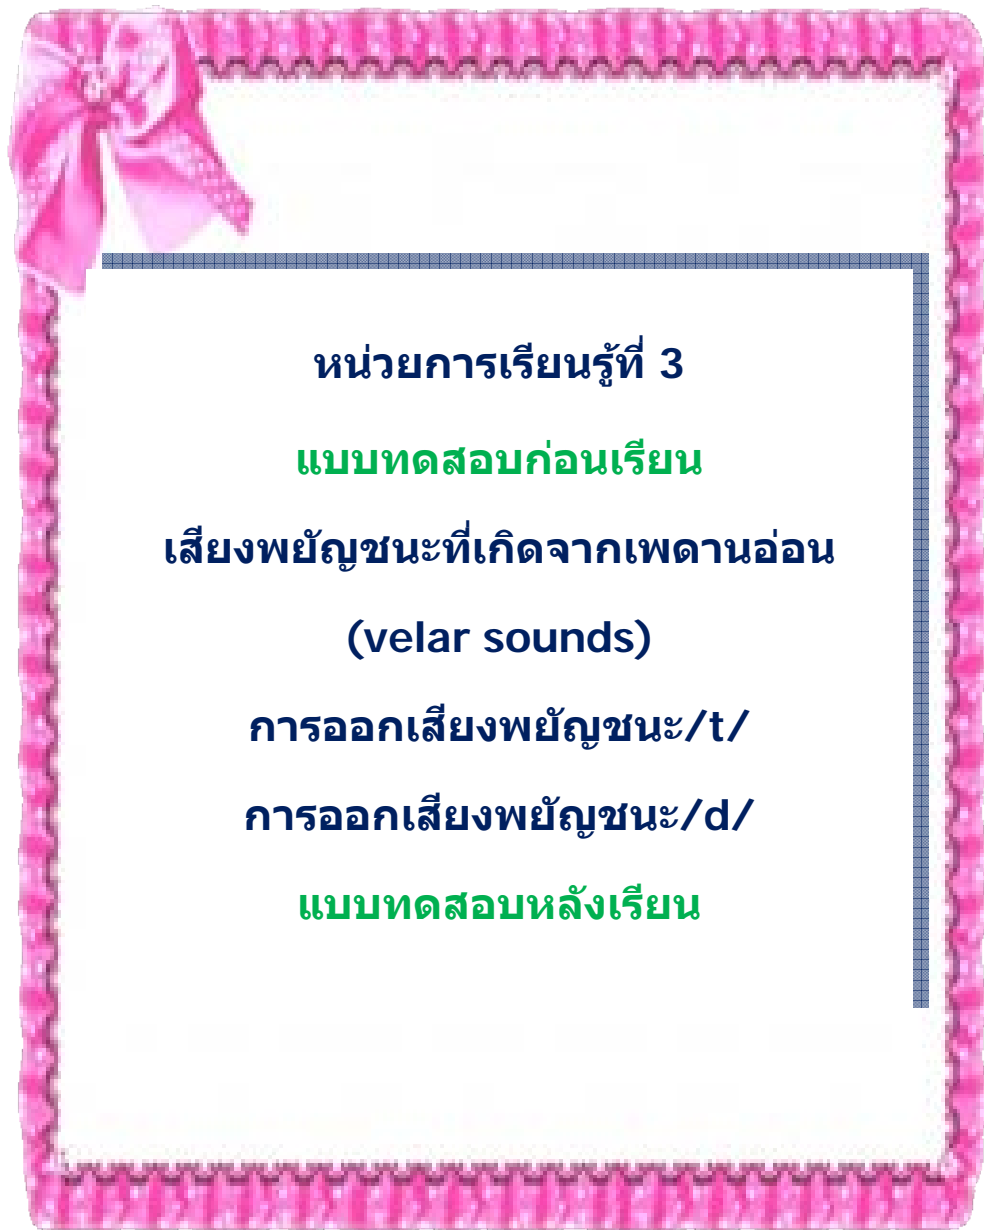 หน่วยการเรียนรู้ที่ 3
แบบทดสอบก่อนเรียน
เสียงพยัญชนะที่เกิดจากเพดานอ่อน
(velar sounds)
การออกเสียงพยัญชนะ/t/
การออกเสียงพยัญชนะ/d/
แบบทดสอบหลังเรียน